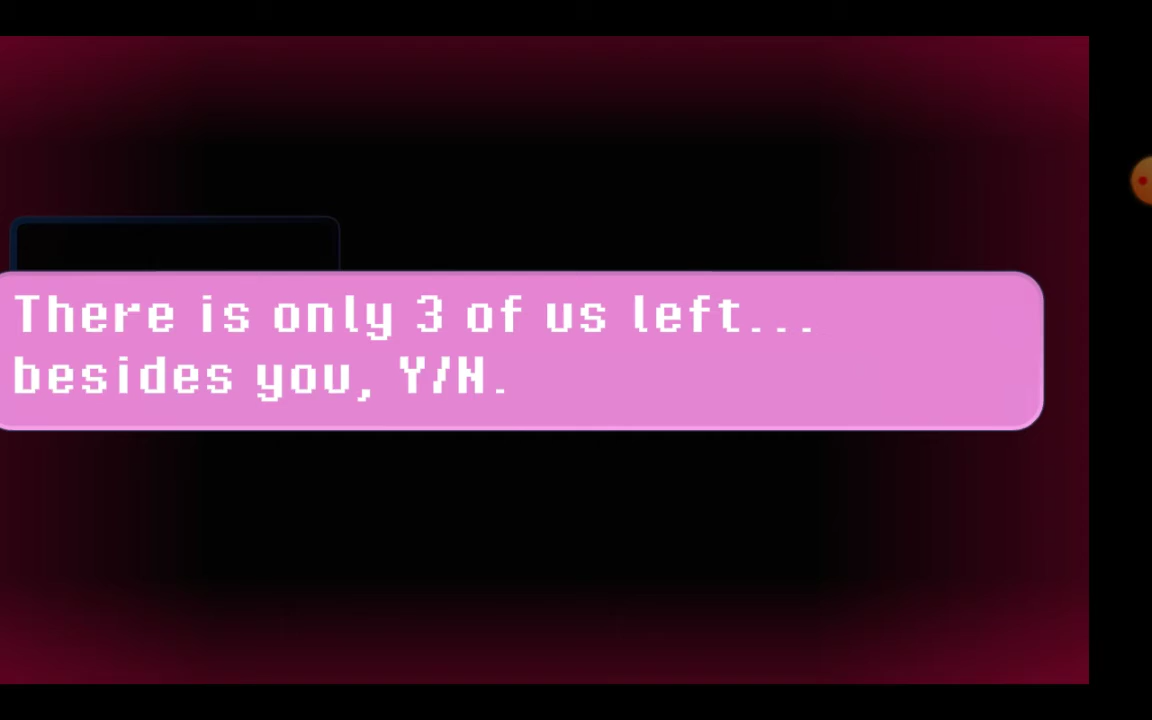 There is only 3 of us left...
besides you, Y/N.